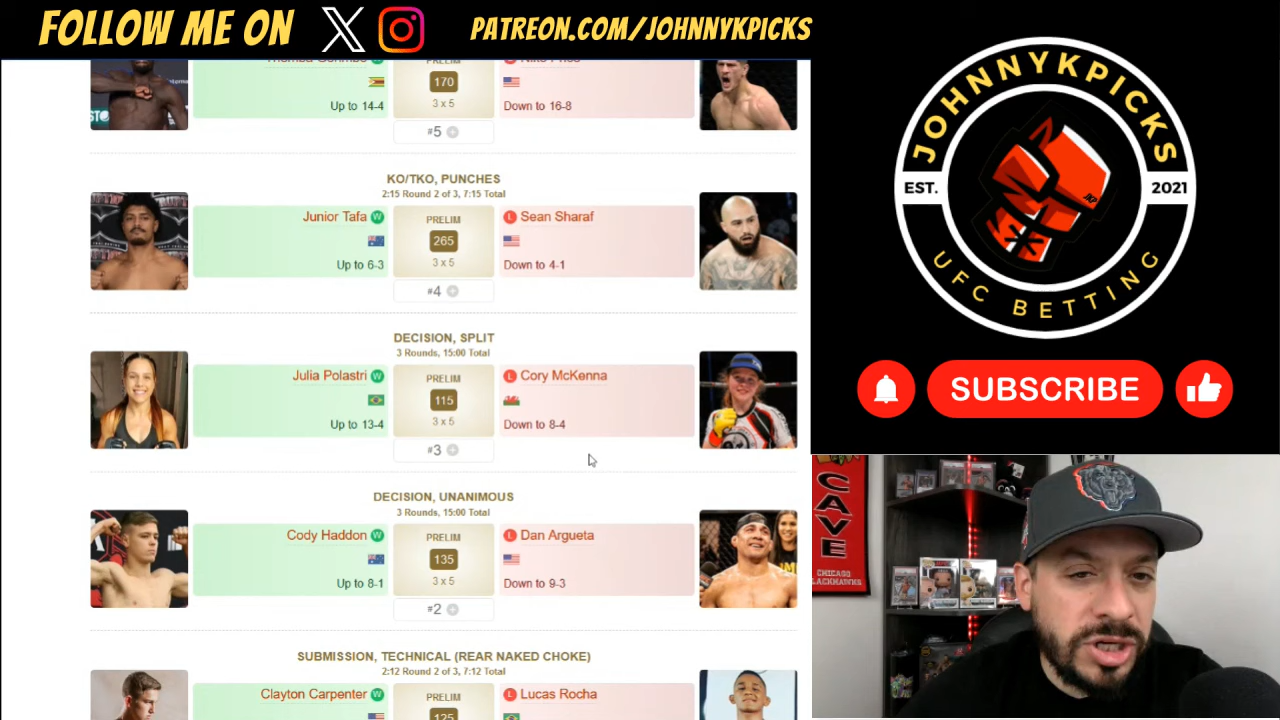 FOLLOW ME ON
PATREON.COM/JOHNNYKPICKS
PRELIM
170
3 x 5
Up to 14-4
Down to 16-8
#5
KO/TKO, PUNCHES
2:15 Round 2 of 3, 7:15 Total
Junior Tafa W
PRELIM
L Sean Sharaf
265
Up to 6-3
3 x 5
Down to 4-1
#4
DECISION, SPLIT
3 Rounds, 15:00 Total
Julia Polastri W
PRELIM
L Cory McKenna
115
Up to 13-4
3 x 5
Down to 8-4
#3
DECISION, UNANIMOUS
3 Rounds, 15:00 Total
Cody Haddon W
PRELIM
L Dan Argueta
135
Up to 8-1
3 x 5
Down to 9-3
#2
SUBMISSION, TECHNICAL (REAR NAKED CHOKE)
2:12 Round 2 of 3, 7:12 Total
Clayton Carpenter W
PRELIM
L Lucas Rocha
125
JOHNNYKPICKS
EST.
2021
UFC BETTING
SUBSCRIBE
CAVE
CHICAGO
BLACKHAWKS